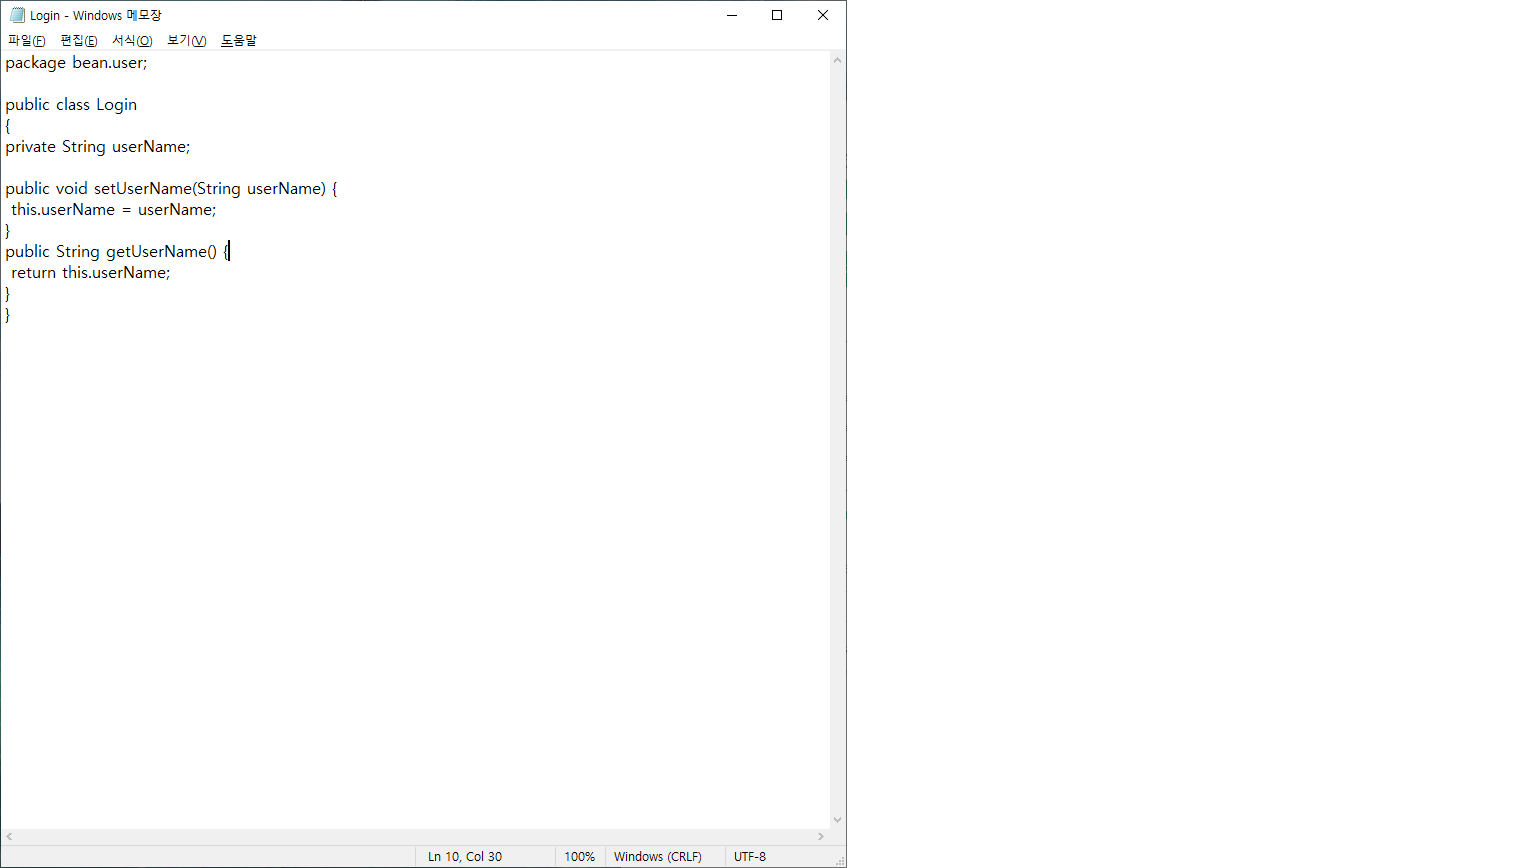 Login - Windows 메모장
파일(F) 편집(E) 서식(O) 보기(V) 도움말
package bean.user;
public class Login
{
private String userName;
public void setUserName(String userName) {
this.userName = userName;
}
public String getUserName() {
return this.userName;
}
}
Ln 10, Col 30 100% Windows (CRLF) UTF-8